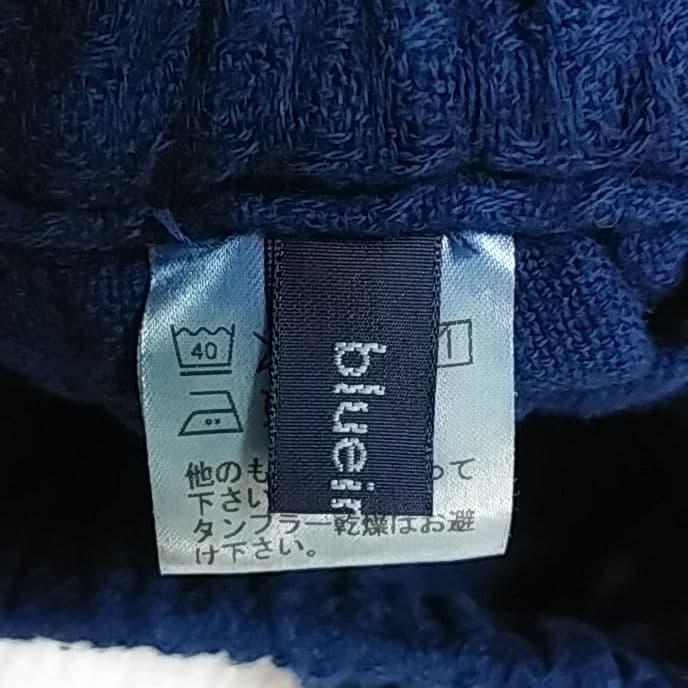 40
blueir
他のも
って
下さい
タンブラー乾燥はお避
け下さい。